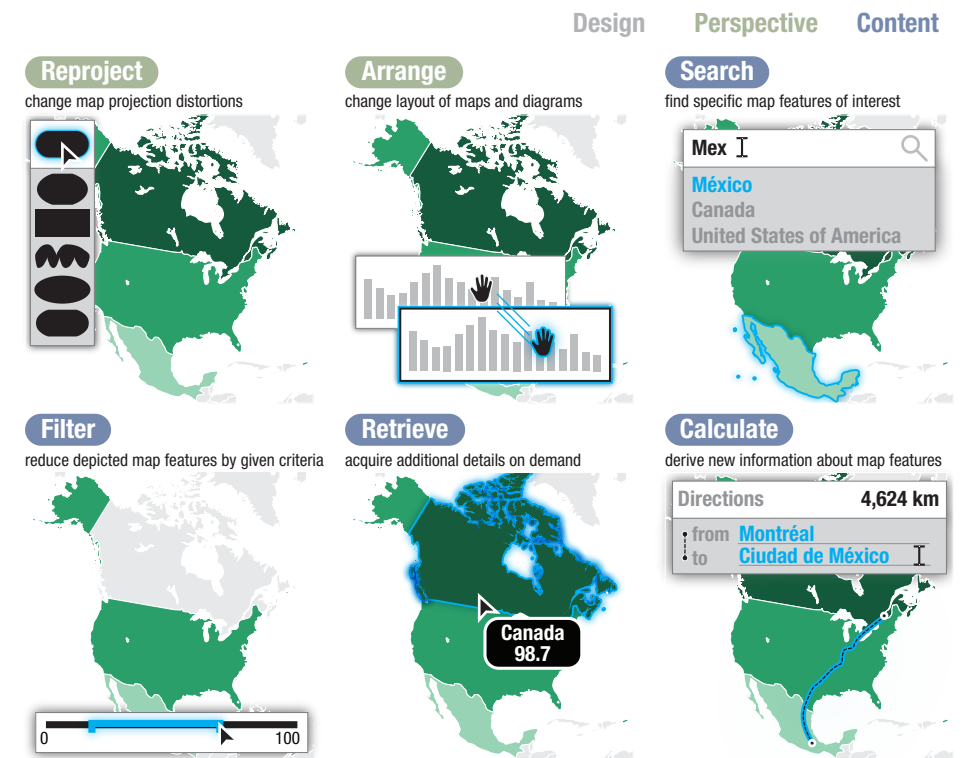 Design Perspective Content
Reproject
change map projection distortions
Arrange
change layout of maps and diagrams
Search
find specific map features of interest
Mex
México
Canada
United States of America
Filter
reduce depicted map features by given criteria
0 100
Retrieve
acquire additional details on demand
Canada
98.7
Calculate
derive new information about map features
Directions 4,624 km
from Montréal
to Ciudad de México